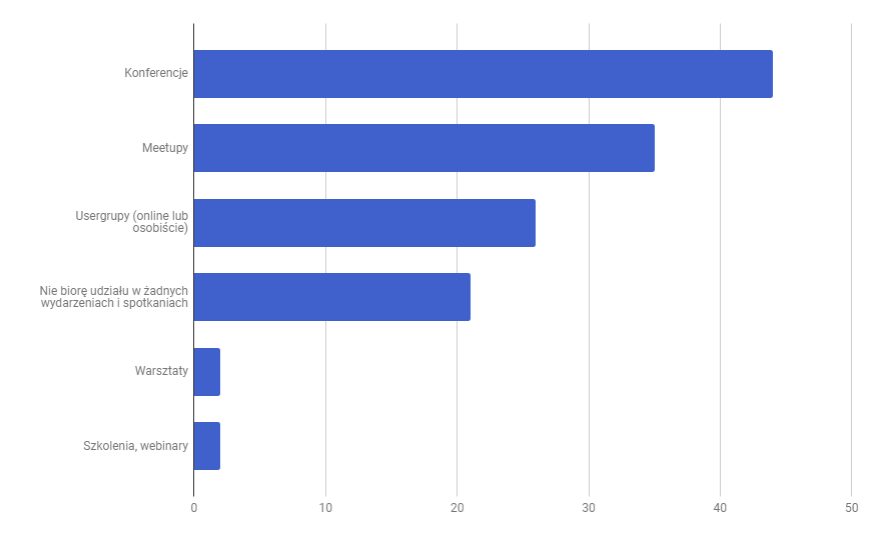 Konferencje
Meetupy
Usergrupy (online lub
osobiście)
Nie biorę udziału w żadnych
wydarzeniach i spotkaniach
Warsztaty
Szkolenia, webinary
0 10 20 30 40 50